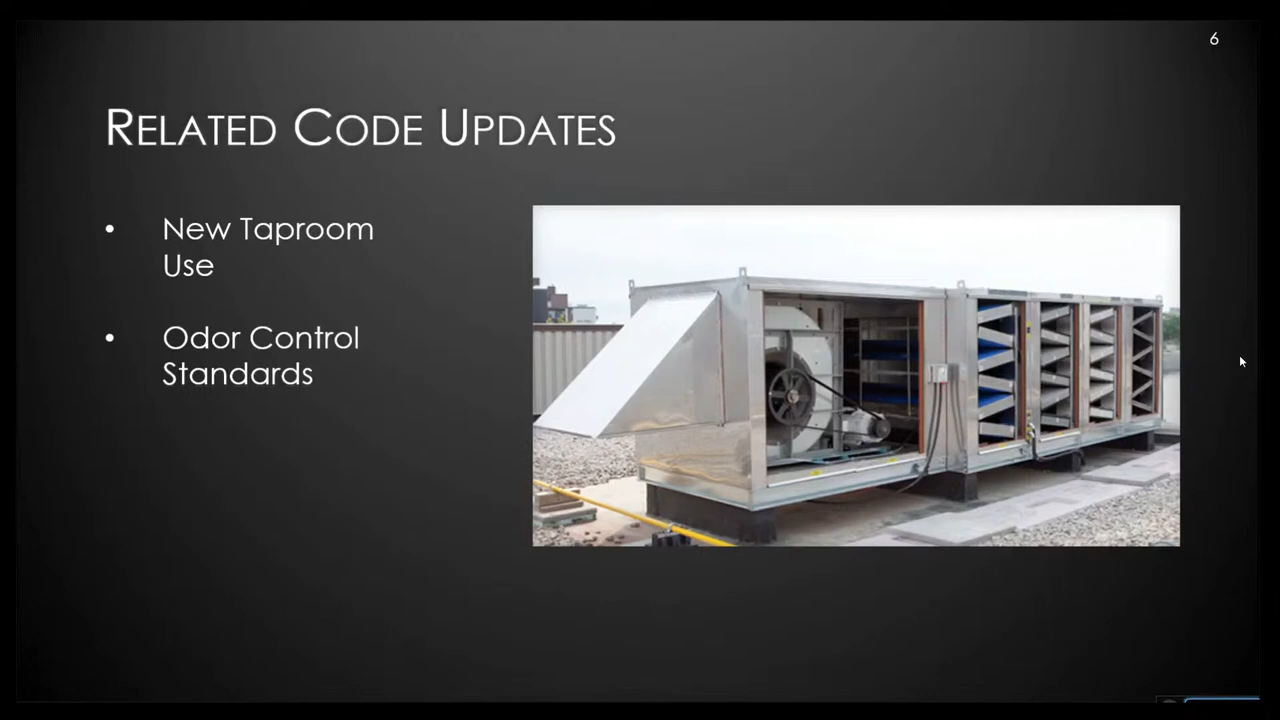 6
Related Code Updates
• New Taproom
Use
• Odor Control
Standards